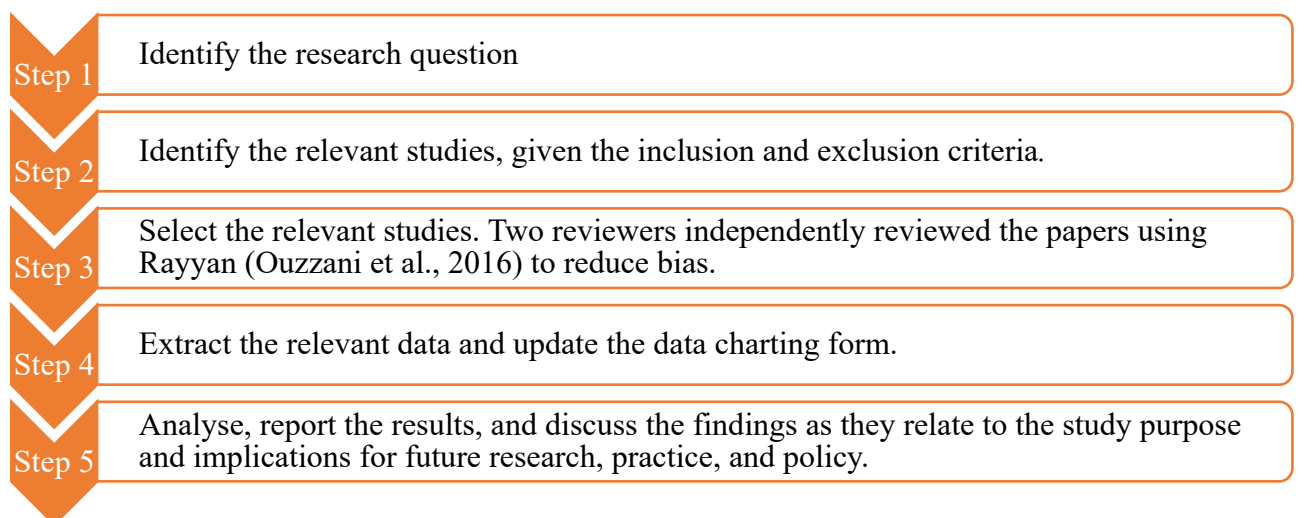 Step 1
Identify the research question
Step 2
Identify the relevant studies, given the inclusion and exclusion criteria.
Step 3
Select the relevant studies. Two reviewers independently reviewed the papers using
Rayyan (Ouzzani et al., 2016) to reduce bias.
Step 4
Extract the relevant data and update the data charting form.
Step 5
Analyse, report the results, and discuss the findings as they relate to the study purpose
and implications for future research, practice, and policy.